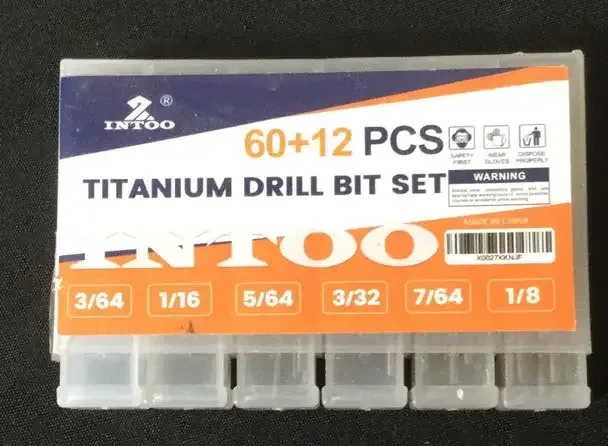 ®
INTOO
60+12 PCS
SAFETY FIRST
WEAR GLOVES
DISPOSE PROPERLY
TITANIUM DRILL BIT SET
WARNING
MADE IN CHINA
INTOO
X0027KKNJF
3/64 1/16 5/64 3/32 7/64 1/8